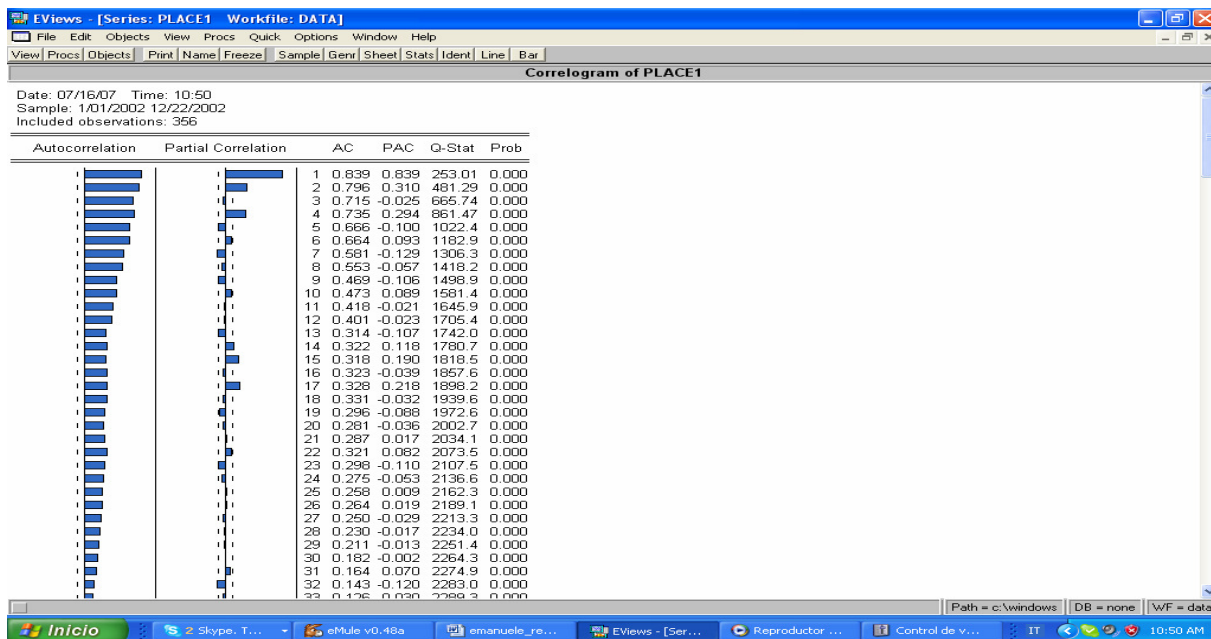 EViews - [Series: PLACE1 Workfile: DATA]
File Edit Objects View Procs Quick Options Window Help
View Procs Objects Print Name Freeze Sample Genr Sheet Stats Ident Line Bar
Correlogram of PLACE1
Date: 07/16/07 Time: 10:50
Sample: 1/01/2002 12/22/2002
Included observations: 356
Autocorrelation Partial Correlation AC PAC Q-Stat Prob
1 0.839 0.839 253.01 0.000
2 0.796 0.310 481.29 0.000
3 0.715 -0.025 665.74 0.000
4 0.735 0.294 861.47 0.000
5 0.666 -0.100 1022.4 0.000
6 0.664 0.093 1182.9 0.000
7 0.581 -0.129 1306.3 0.000
8 0.553 -0.057 1418.2 0.000
9 0.469 -0.106 1498.9 0.000
10 0.473 0.089 1581.4 0.000
11 0.418 -0.021 1645.9 0.000
12 0.401 -0.023 1705.4 0.000
13 0.314 -0.107 1742.0 0.000
14 0.322 0.118 1780.7 0.000
15 0.318 0.190 1818.5 0.000
16 0.323 -0.039 1857.6 0.000
17 0.328 0.218 1898.2 0.000
18 0.331 -0.032 1939.6 0.000
19 0.296 -0.088 1972.6 0.000
20 0.281 -0.036 2002.7 0.000
21 0.287 0.017 2034.1 0.000
22 0.321 0.082 2073.5 0.000
23 0.298 -0.110 2107.5 0.000
24 0.275 -0.053 2136.6 0.000
25 0.258 0.009 2162.3 0.000
26 0.264 0.019 2189.1 0.000
27 0.250 -0.029 2213.3 0.000
28 0.230 -0.017 2234.0 0.000
29 0.211 -0.013 2251.4 0.000
30 0.182 -0.002 2264.3 0.000
31 0.164 0.070 2274.9 0.000
32 0.143 -0.120 2283.0 0.000
33 0.126 0.030 2289.3 0.000
Path = c:\windows DB = none WF = data
Inicio 2 Skype. T... eMule v0.48a emanuele_re... EViews - [Ser... Reproductor ... Control de v... IT 10:50 AM